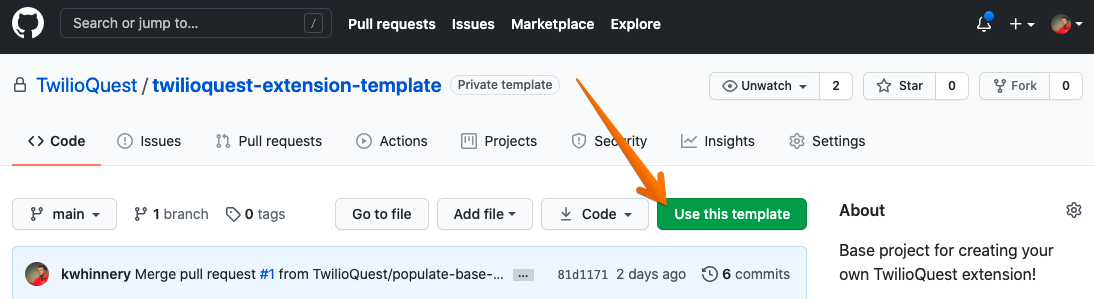 Search or jump to... / Pull requests Issues Marketplace Explore
TwilioQuest / twilioquest-extension-template Private template Unwatch 2 Star 0 Fork 0
Code Issues Pull requests Actions Projects Security Insights Settings
main 1 branch 0 tags Go to file Add file Code Use this template About
kwhinnery Merge pull request #1 from TwilioQuest/populate-base-... ... 81d1171 2 days ago 6 commits
Base project for creating your
own TwilioQuest extension!